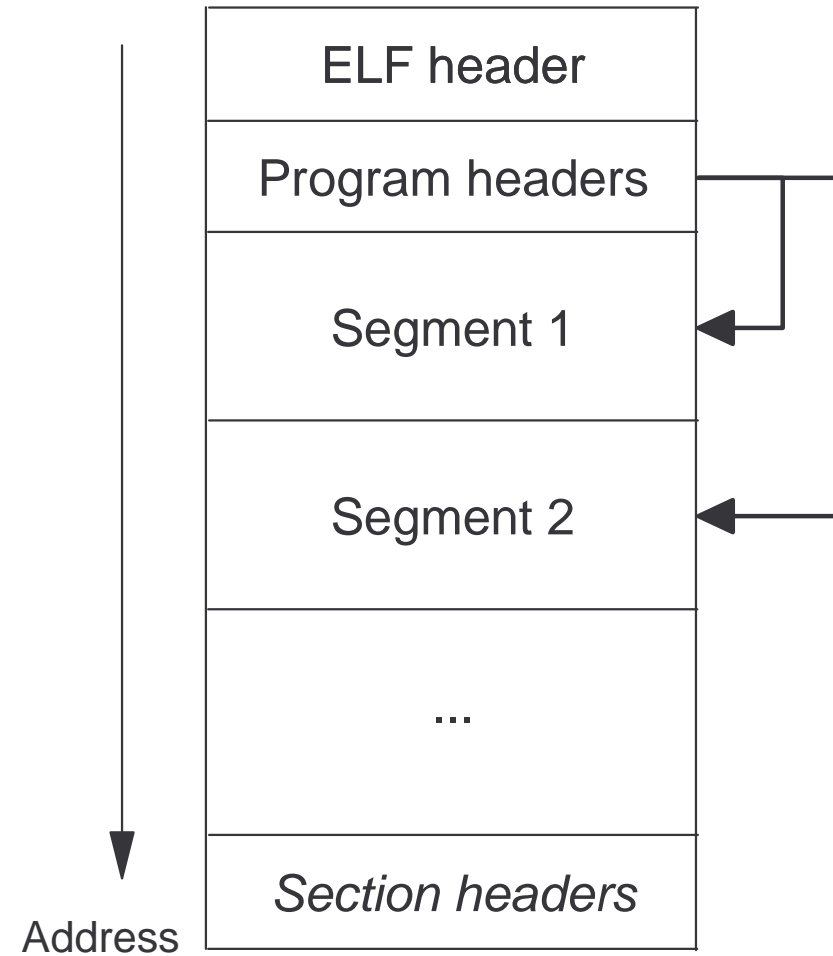 ELF header
Program headers
Segment 1
Segment 2
...
Section headers
Address